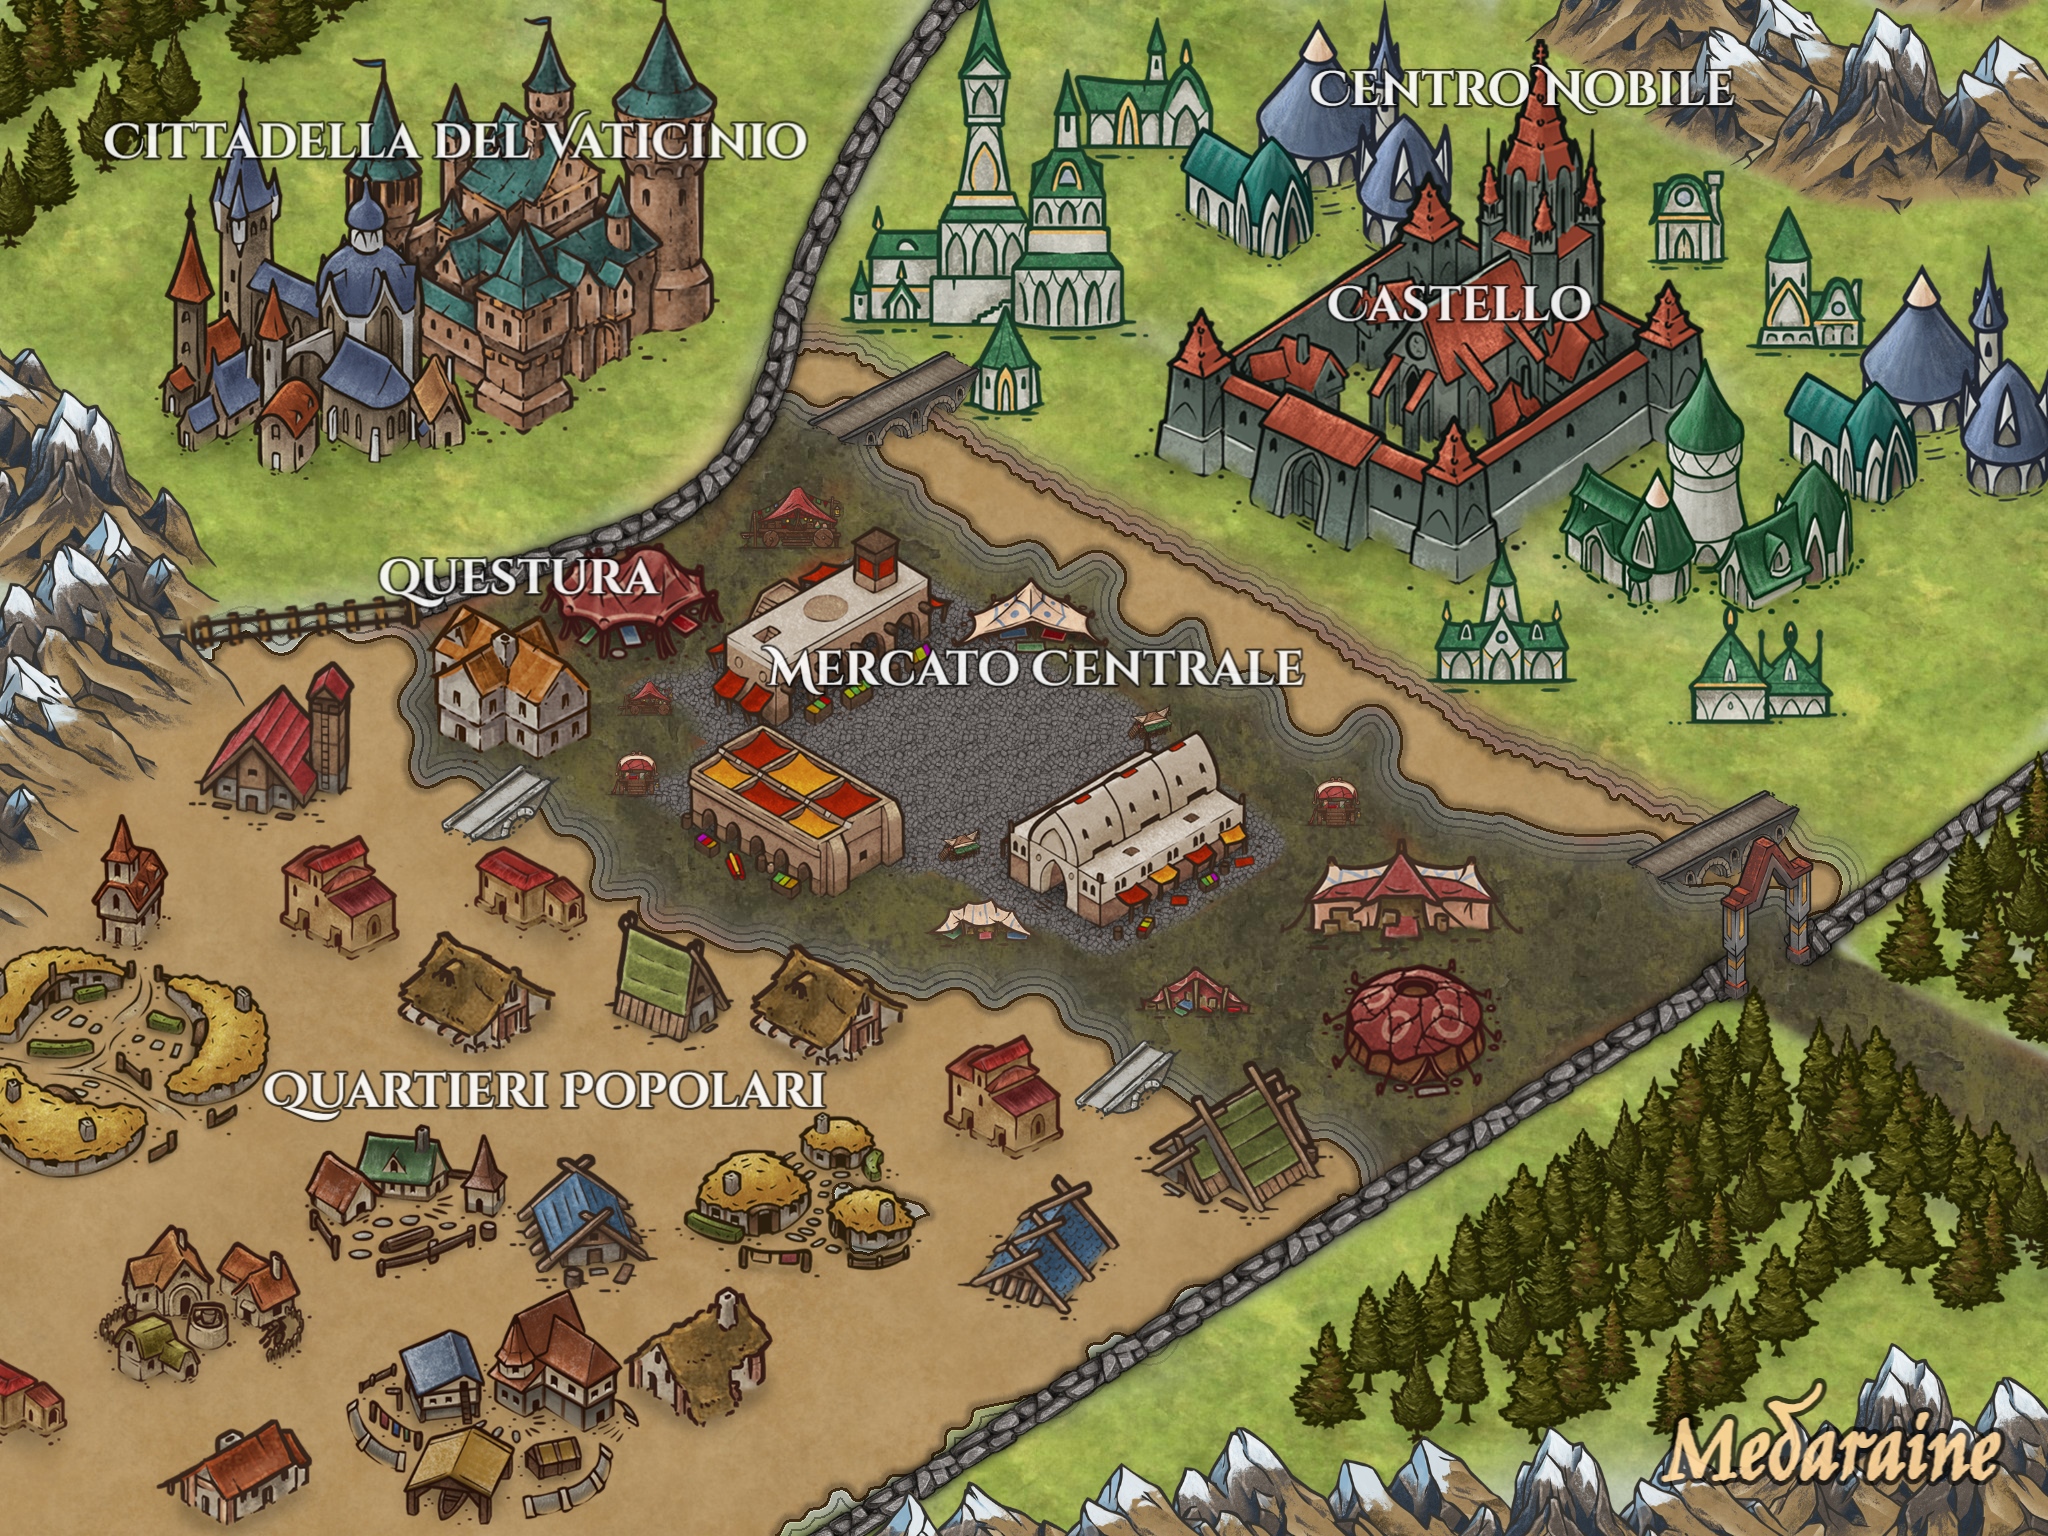 Centro Nobile
Cittadella del Vaticinio
Castello
Questura
Mercato Centrale
Quartieri Popolari
Medaraine